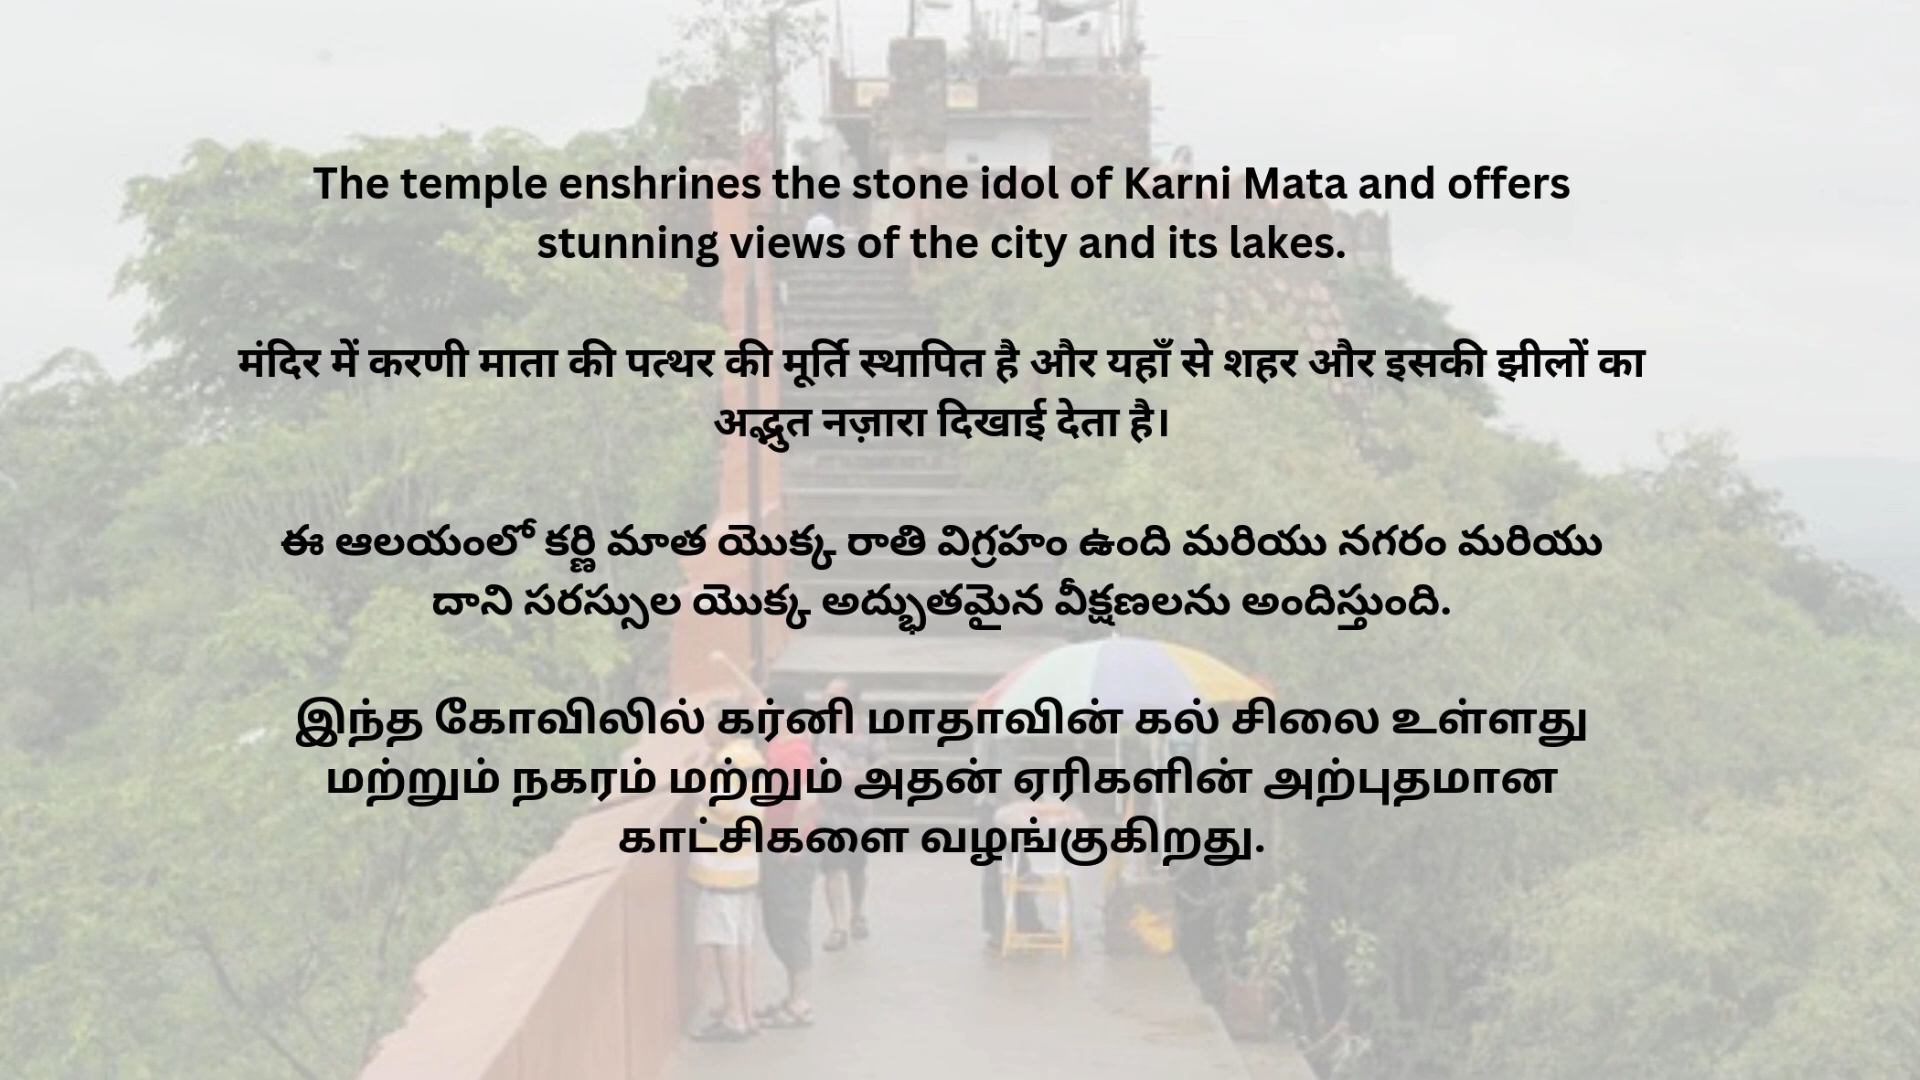 The temple enshrines the stone idol of Karni Mata and offers
stunning views of the city and its lakes.
मंदिर में करणी माता की पत्थर की मूर्ति स्थापित है और यहाँ से शहर और इसकी झीलों का
अद्भुत नज़ारा दिखाई देता है।
ఈ ఆలయంలో కర్ణి మాత యొక్క రాతి విగ్రహం ఉంది మరియు నగరం మరియు
దాని సరస్సుల యొక్క అద్భుతమైన వీక్షణలను అందిస్తుంది.
இந்த கோவிலில் கர்னி மாதாவின் கல் சிலை உள்ளது
மற்றும் நகரம் மற்றும் அதன் ஏரிகளின் அற்புதமான
காட்சிகளை வழங்குகிறது.